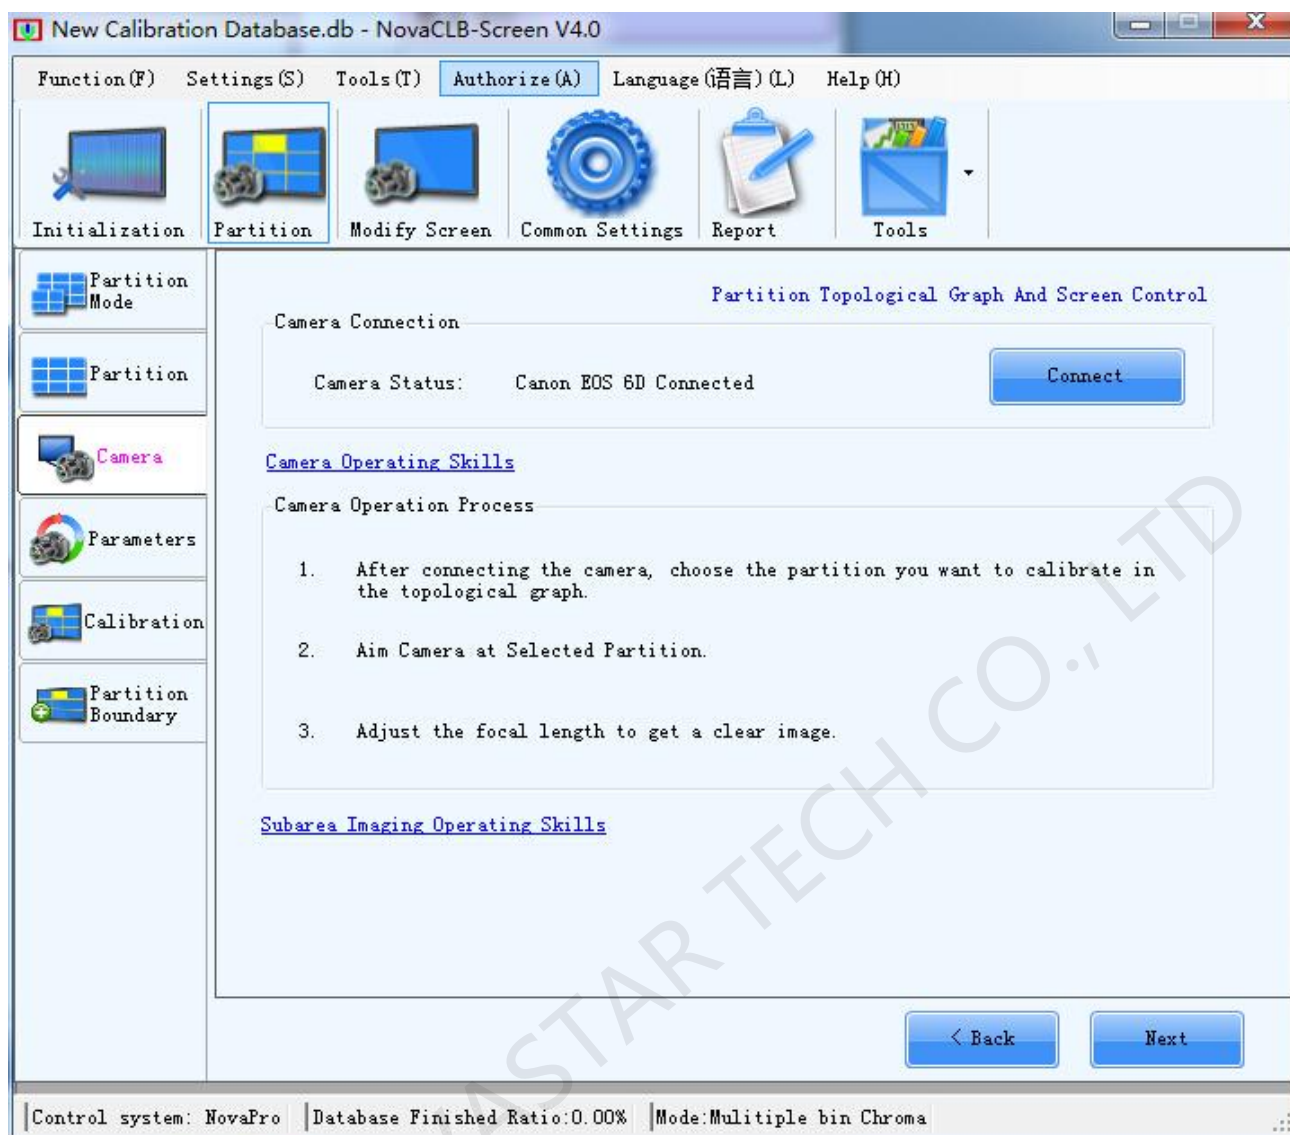 New Calibration Database.db - NovaCLB-Screen V4.0
Function(F) Settings(S) Tools(T) Authorize(A) Language(语言)(L) Help(H)
Initialization Partition Modify Screen Common Settings Report Tools
Partition
Mode
Partition
Camera
Parameters
Calibration
Partition
Boundary
Partition Topological Graph And Screen Control
Camera Connection
Camera Status: Canon EOS 6D Connected Connect
Camera Operating Skills
Camera Operation Process
1. After connecting the camera, choose the partition you want to calibrate in
the topological graph.
2. Aim Camera at Selected Partition.
3. Adjust the focal length to get a clear image.
Subarea Imaging Operating Skills
< Back Next
Control system: NovaPro Database Finished Ratio:0.00% Mode:Mulitiple bin Chroma
VASTAR TECH CO., LTD